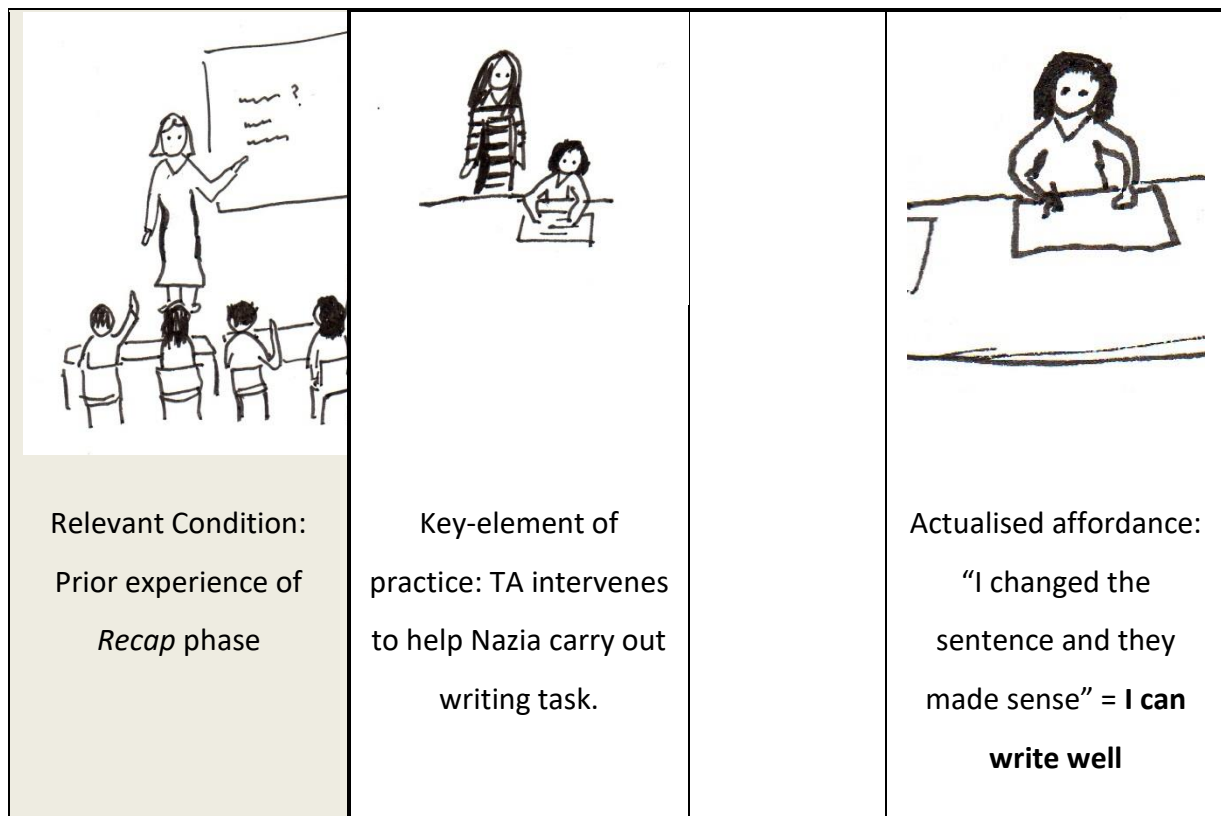 ?
Relevant Condition:
Prior experience of
Recap phase
Key-element of
practice: TA intervenes
to help Nazia carry out
writing task.
Actualised affordance:
“I changed the
sentence and they
made sense” = I can
write well